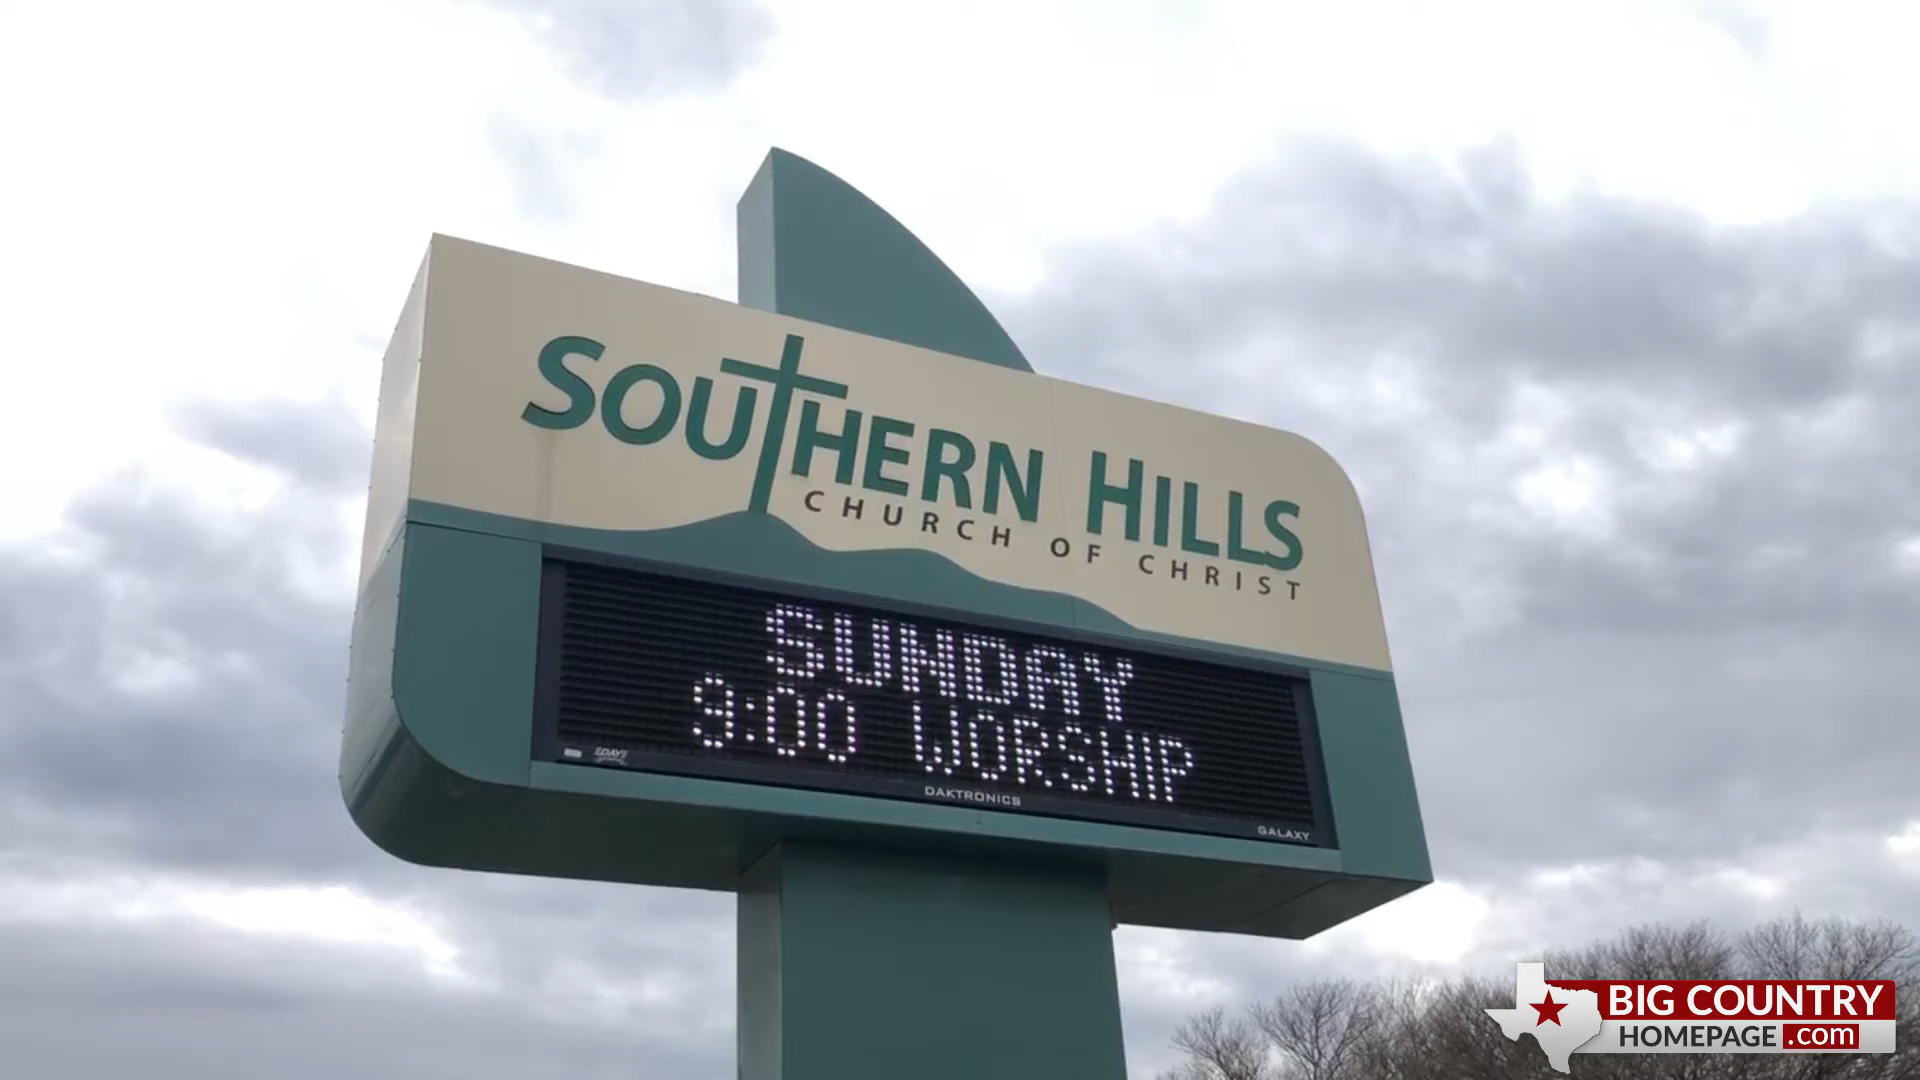 SOUTHERN HILLS
CHURCH OF CHRIST
SUNDAY
9:00 WORSHIP
DAKTRONICS
GALAXY
BIG COUNTRY
HOMEPAGE.com